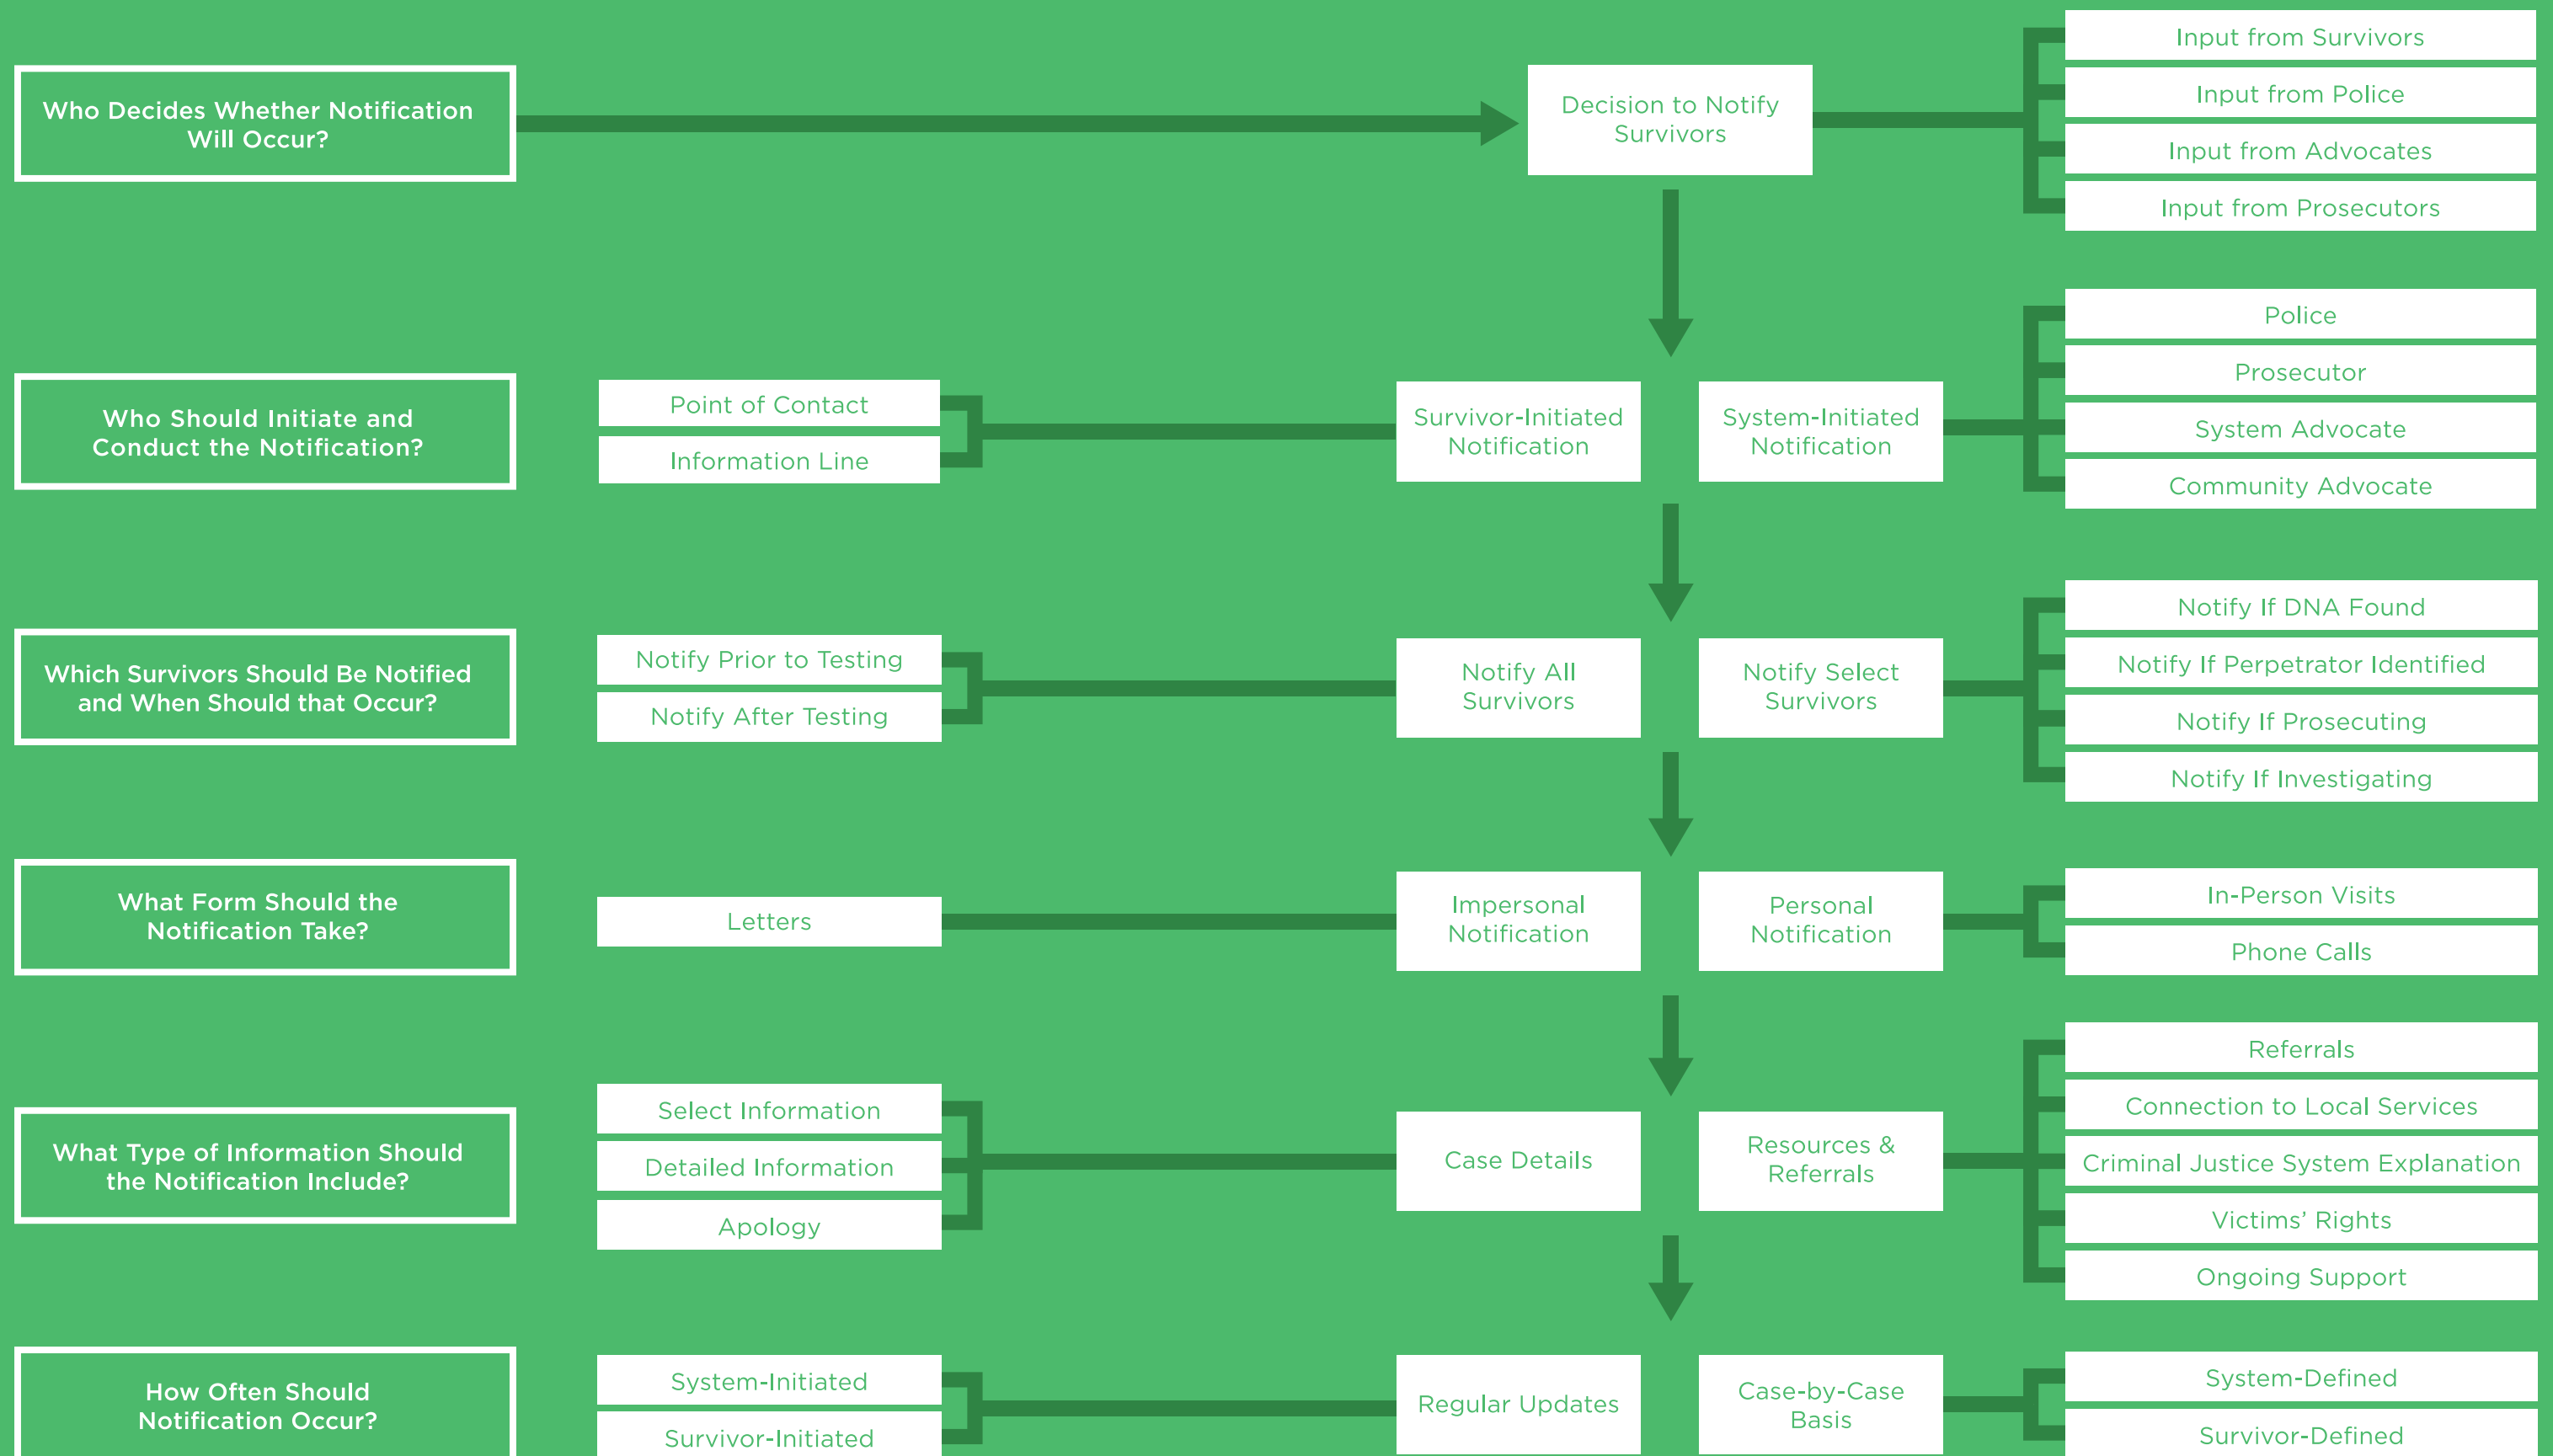 Who Decides Whether Notification
Will Occur?
Decision to Notify
Survivors
Input from Survivors
Input from Police
Input from Advocates
Input from Prosecutors
Who Should Initiate and
Conduct the Notification?
Point of Contact
Information Line
Survivor-Initiated
Notification
System-Initiated
Notification
Police
Prosecutor
System Advocate
Community Advocate
Which Survivors Should Be Notified
and When Should that Occur?
Notify Prior to Testing
Notify After Testing
Notify All
Survivors
Notify Select
Survivors
Notify If DNA Found
Notify If Perpetrator Identified
Notify If Prosecuting
Notify If Investigating
What Form Should the
Notification Take?
Letters
Impersonal
Notification
Personal
Notification
In-Person Visits
Phone Calls
What Type of Information Should
the Notification Include?
Select Information
Detailed Information
Apology
Case Details
Resources &
Referrals
Referrals
Connection to Local Services
Criminal Justice System Explanation
Victims’ Rights
Ongoing Support
How Often Should
Notification Occur?
System-Initiated
Survivor-Initiated
Regular Updates
Case-by-Case
Basis
System-Defined
Survivor-Defined